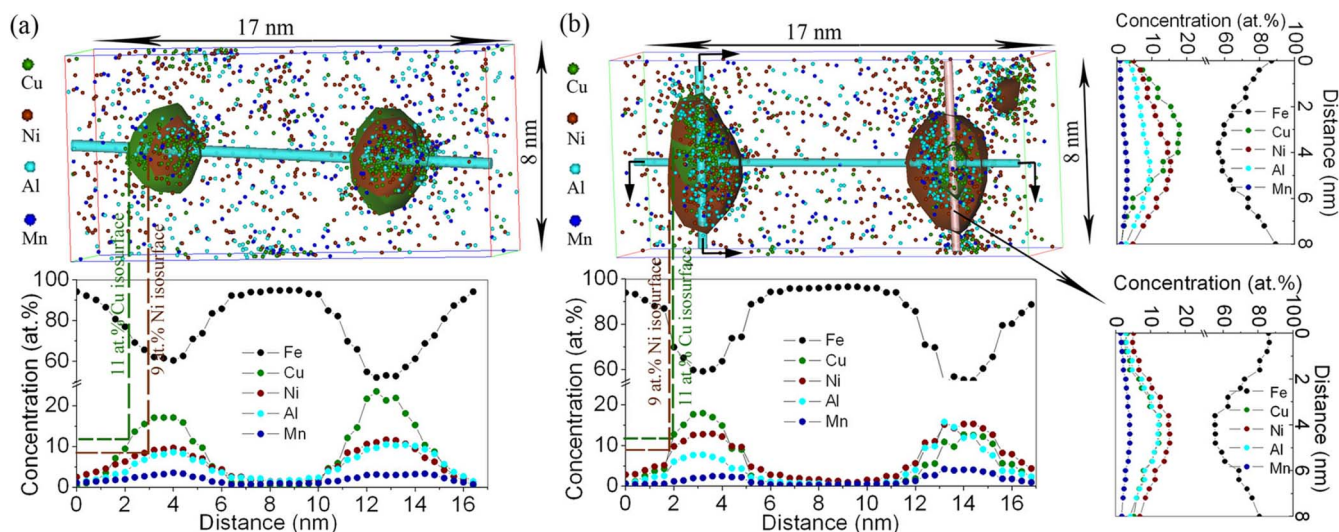 (a)
17 nm
Cu
Ni
Al
Mn
8 nm
11 at.% Cu isosurface
9 at.% Ni isosurface
Concentration (at.%)
100
80
60
20
10
0
Fe
Cu
Ni
Al
Mn
0 2 4 6 8 10 12 14 16
Distance (nm)
(b)
17 nm
Cu
Ni
Al
Mn
8 nm
9 at.% Ni isosurface
11 at.% Cu isosurface
Concentration (at.%)
100
80
60
20
10
0
Fe
Cu
Ni
Al
Mn
0 2 4 6 8 10 12 14 16
Distance (nm)
Concentration (at.%)
0 10 20 60 80 100
0
2
4
6
8
Distance (nm)
Fe
Cu
Ni
Al
Mn
Concentration (at.%)
0 10 20 60 80 100
0
2
4
6
8
Distance (nm)
Fe
Cu
Ni
Al
Mn